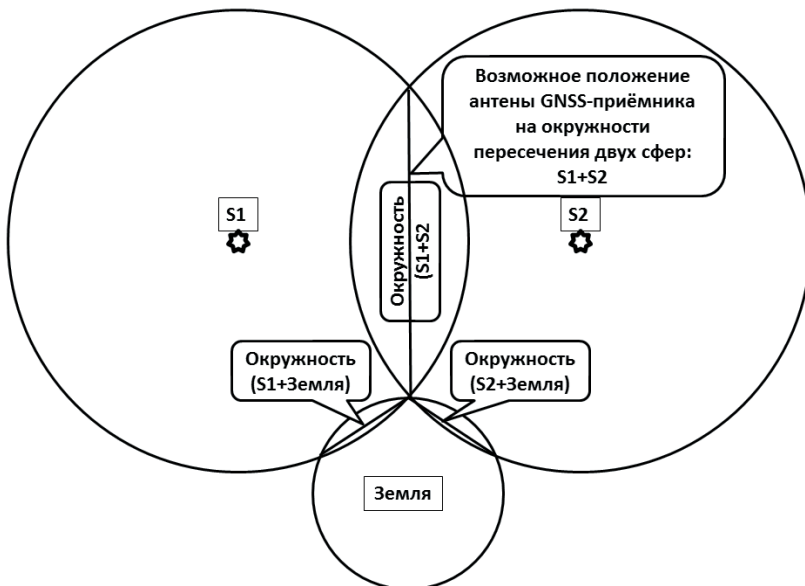 Возможное положение
антены GNSS-приёмника
на окружности
пересечения двух сфер:
S1+S2
S1
S2
Окружность
(S1+S2
Окружность
(S1+Земля)
Окружность
(S2+Земля)
Земля